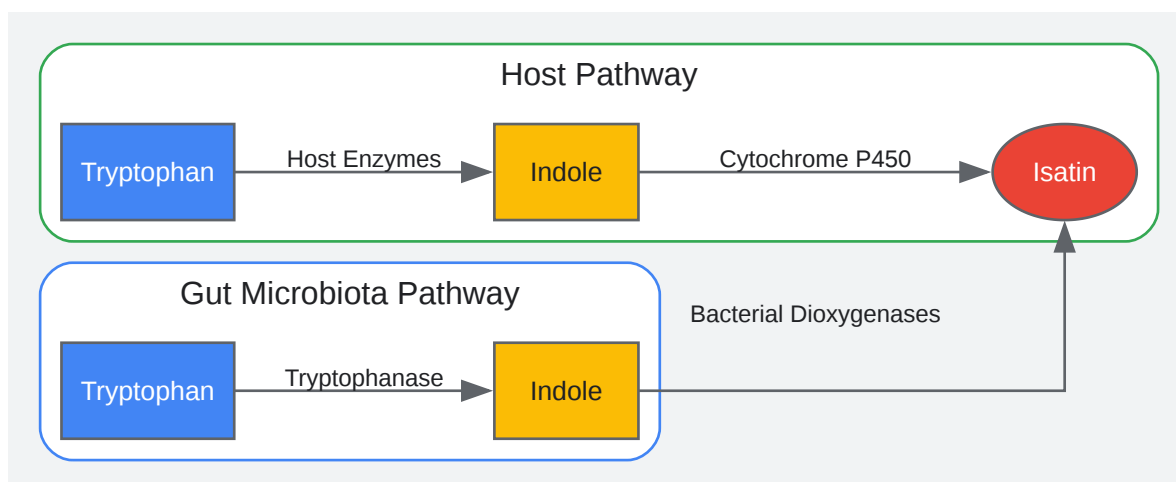 Host Pathway
Tryptophan
Host Enzymes
Indole
Cytochrome P450
Isatin
Gut Microbiota Pathway
Bacterial Dioxygenases
Tryptophan
Tryptophanase
Indole